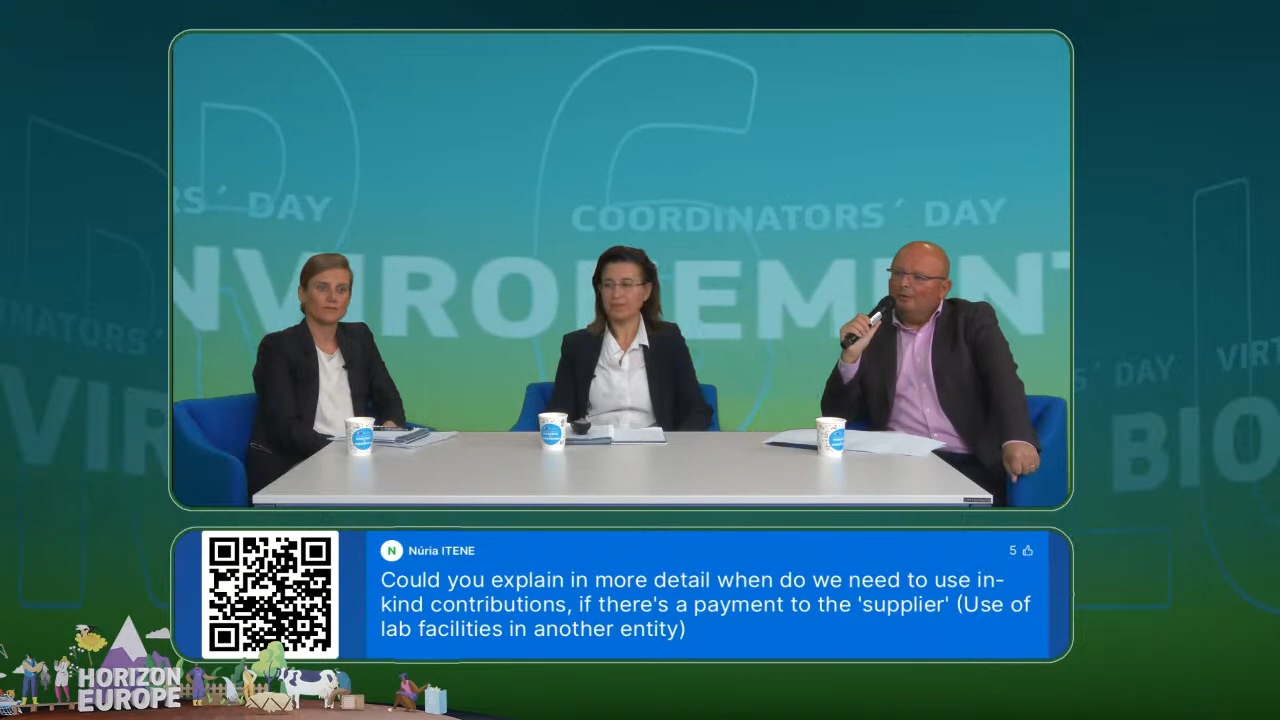 RS´ DAY
COORDINATORS´ DAY
NVIRONEMENT
INATORS´
S´ DAY
VIRT
VIR
BIO
N
Núria ITENE
5
Could you explain in more detail when do we need to use in-
kind contributions, if there's a payment to the 'supplier' (Use of
lab facilities in another entity)
HORIZON
EUROPE